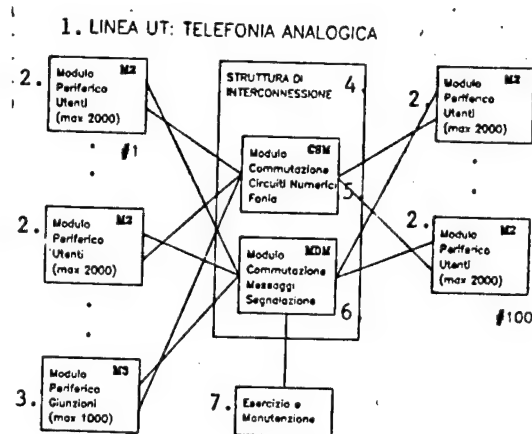 1. LINEA UT: TELEFONIA ANALOGICA
2.
Modulo M2
Periferico
Utenti
(max 2000)
#1
STRUTTURA DI
INTERCONNESSIONE
4.
2.
Modulo M2
Periferico
Utenti
(max 2000)
Modulo CSM
Commutazione
Circuiti Numerici
Fonia
5.
2.
Modulo M2
Periferico
Utenti
(max 2000)
Modulo MDM
Commutazione
Messaggi
Segnalazione
6
2.
Modulo M2
Periferico
Utenti
(max 2000)
#100
3.
Modulo M3
Periferico
Giunzioni
(max 1000)
7.
Esercizio e
Manutenzione